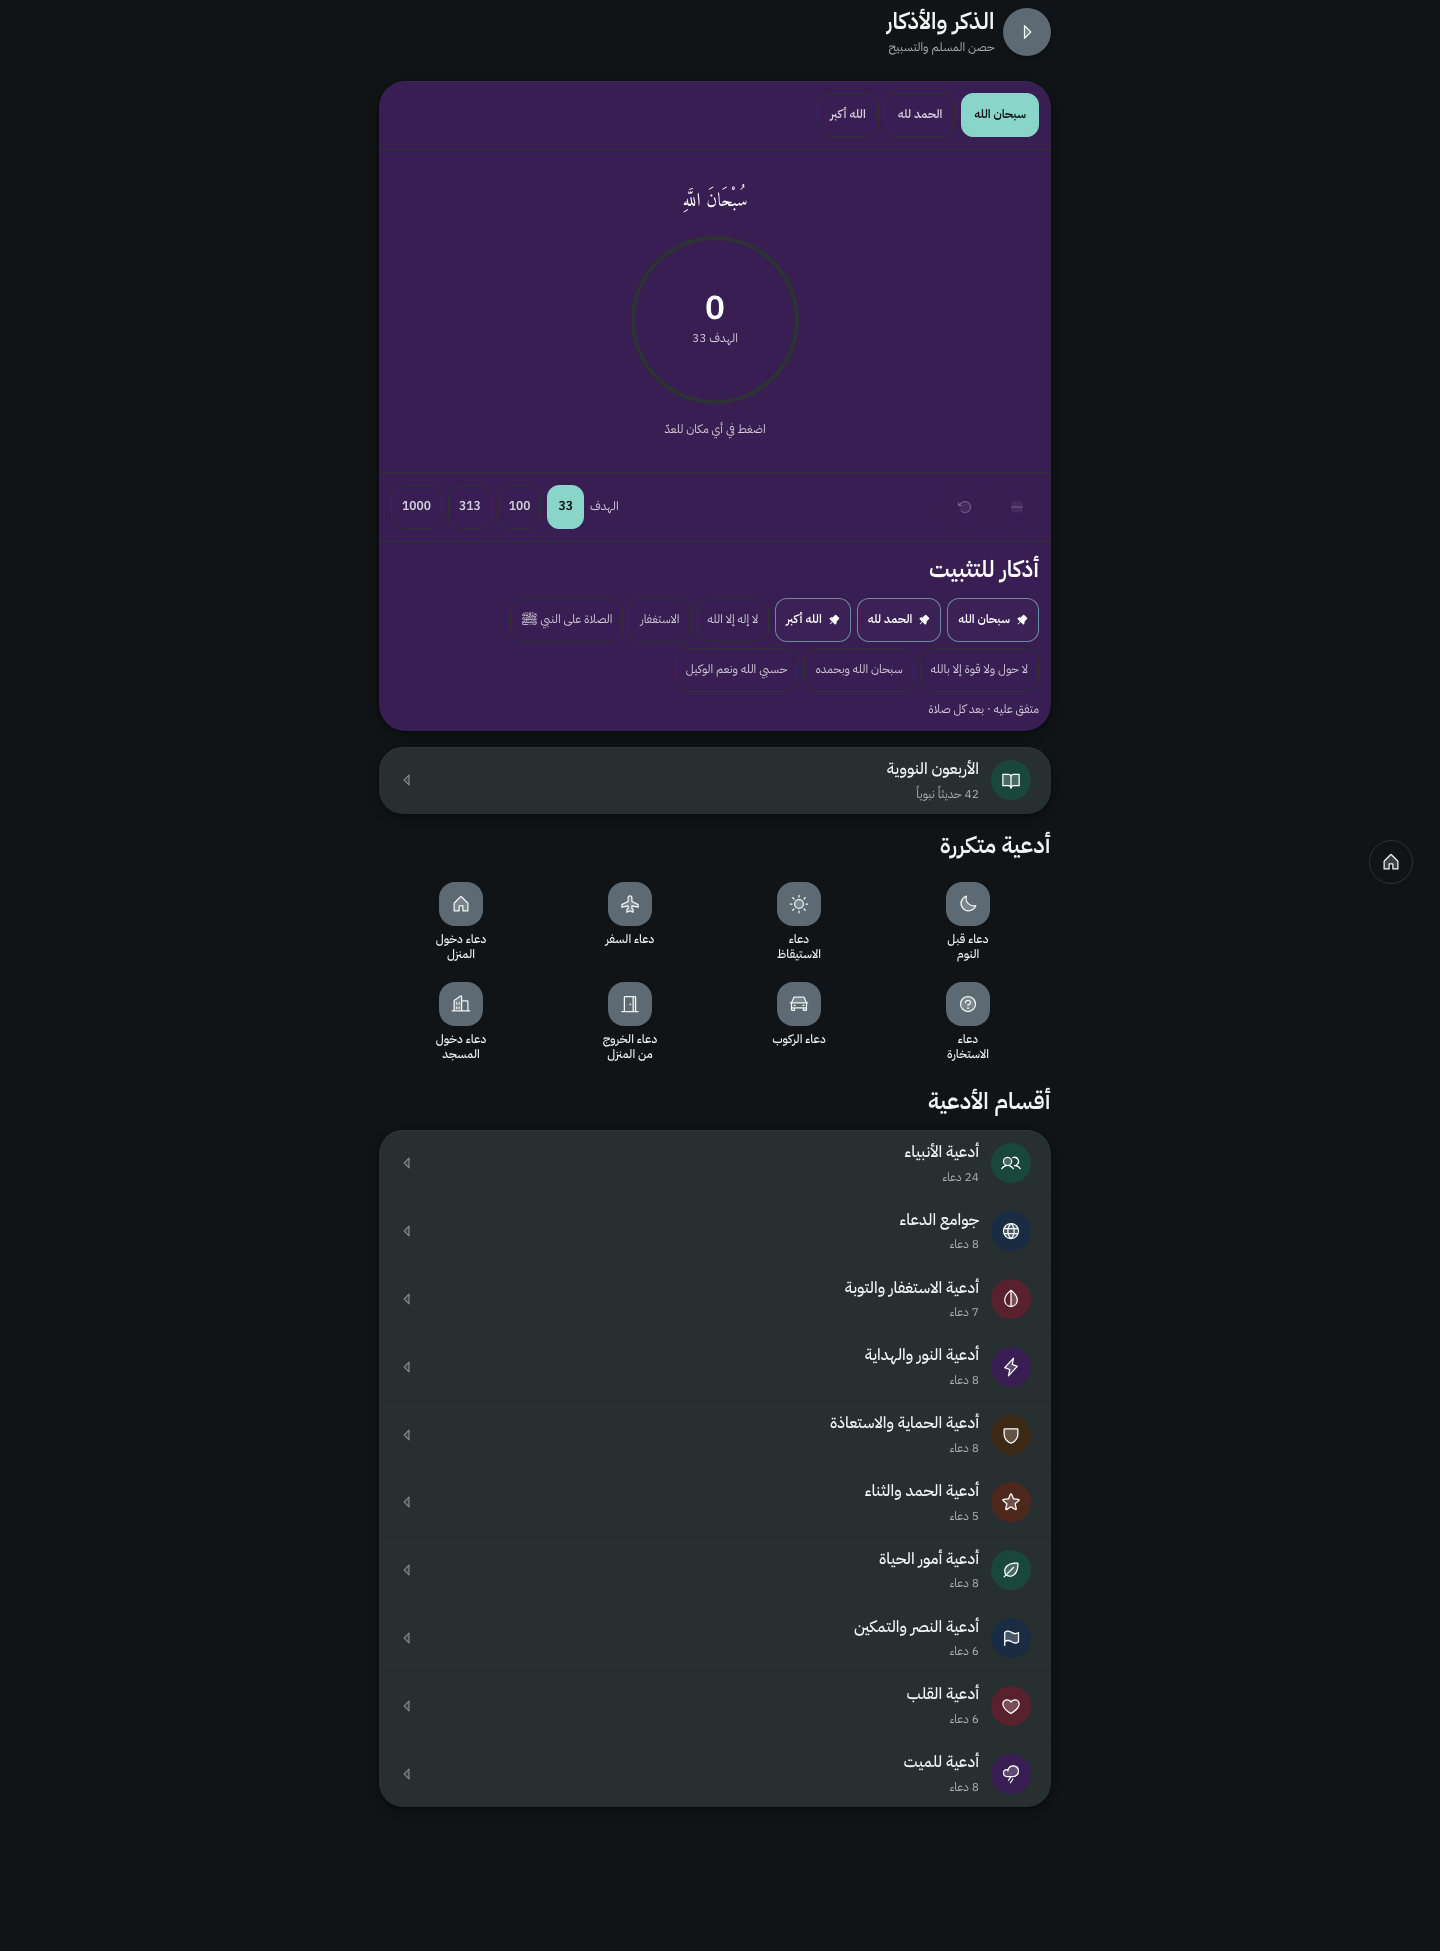 الذكر والأذكار
حصن المسلم والتسبيح
سبحان الله
الحمد لله
الله أكبر
سُبْحَانَ اللَّهِ
0
الهدف 33
اضغط في أي مكان للعدّ
الهدف
33
100
313
1000
أذكار للتثبيت
سبحان الله
الحمد لله
الله أكبر
لا إله إلا الله
الاستغفار
الصلاة على النبي ﷺ
لا حول ولا قوة إلا بالله
سبحان الله وبحمده
حسبي الله ونعم الوكيل
متفق عليه · بعد كل صلاة
الأربعون النووية
42 حديثاً نبوياً
أدعية متكررة
دعاء قبل
النوم
دعاء
الاستيقاظ
دعاء السفر
دعاء دخول
المنزل
دعاء
الاستخارة
دعاء الركوب
دعاء الخروج
من المنزل
دعاء دخول
المسجد
أقسام الأدعية
أدعية الأنبياء
24 دعاء
جوامع الدعاء
8 دعاء
أدعية الاستغفار والتوبة
7 دعاء
أدعية النور والهداية
8 دعاء
أدعية الحماية والاستعاذة
8 دعاء
أدعية الحمد والثناء
5 دعاء
أدعية أمور الحياة
8 دعاء
أدعية النصر والتمكين
6 دعاء
أدعية القلب
6 دعاء
أدعية للميت
8 دعاء